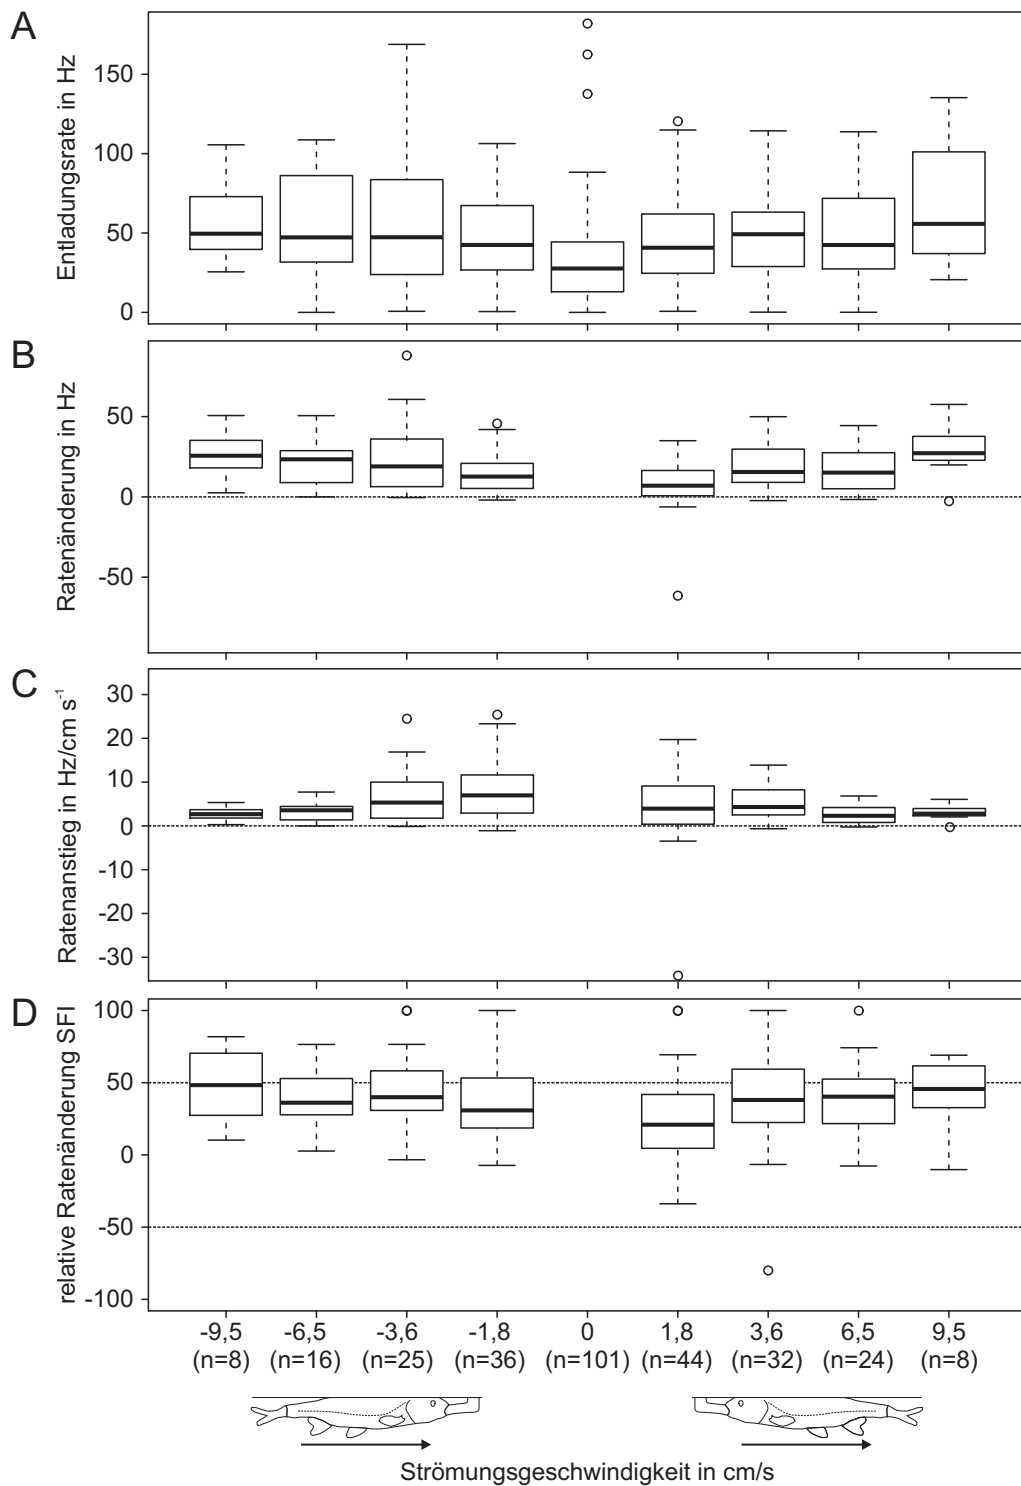 A
Entladungsrate in Hz
150
100
50
0
B
Ratenänderung in Hz
50
0
-50
C
Ratenanstieg in Hz/cm s⁻¹
30
20
10
0
-10
-20
-30
D
relative Ratenänderung SFI
100
50
0
-50
-100
-9,5 -6,5 -3,6 -1,8 0 1,8 3,6 6,5 9,5
(n=8) (n=16) (n=25) (n=36) (n=101) (n=44) (n=32) (n=24) (n=8)
Strömungsgeschwindigkeit in cm/s